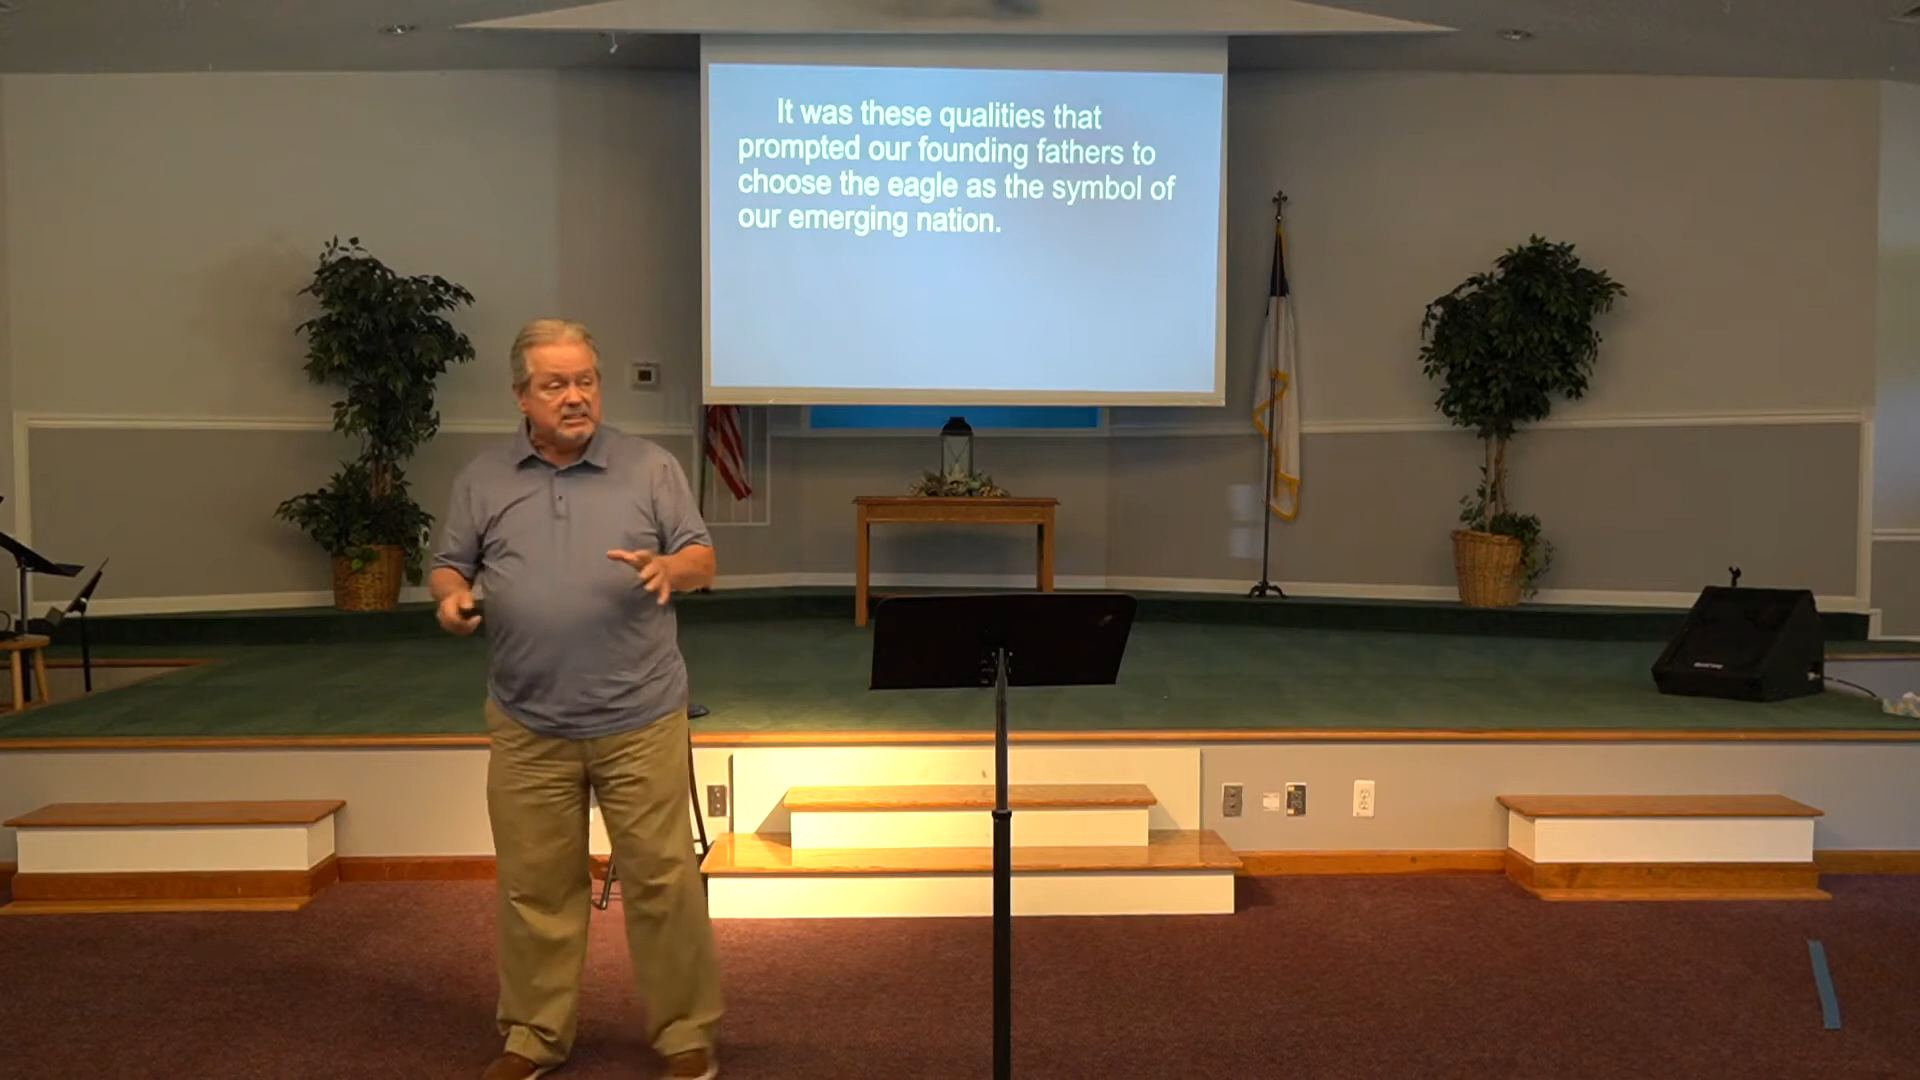 It was these qualities that
prompted our founding fathers to
choose the eagle as the symbol of
our emerging nation.